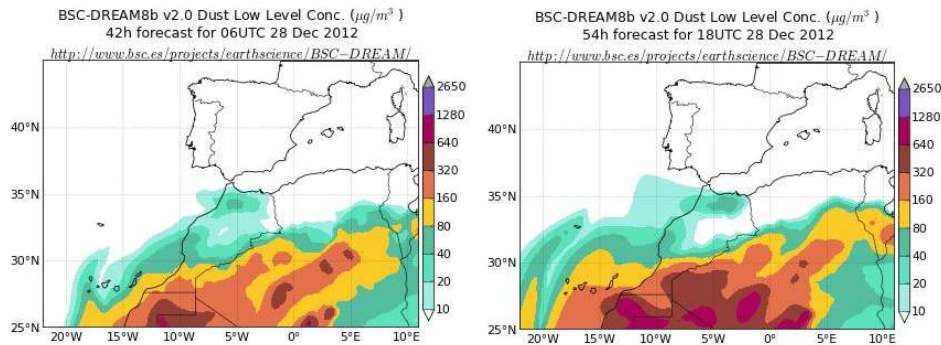 BSC-DREAM8b v2.0 Dust Low Level Conc. (μg/m³ )
42h forecast for 06UTC 28 Dec 2012
http://www.bsc.es/projects/earthscience/BSC−DREAM/
40°N
35°N
30°N
25°N
20°W 15°W 10°W 5°W 0°E 5°E 10°E
2650
1280
640
320
160
80
40
20
10
BSC-DREAM8b v2.0 Dust Low Level Conc. (μg/m³ )
54h forecast for 18UTC 28 Dec 2012
http://www.bsc.es/projects/earthscience/BSC−DREAM/
40°N
35°N
30°N
25°N
20°W 15°W 10°W 5°W 0°E 5°E 10°E
2650
1280
640
320
160
80
40
20
10